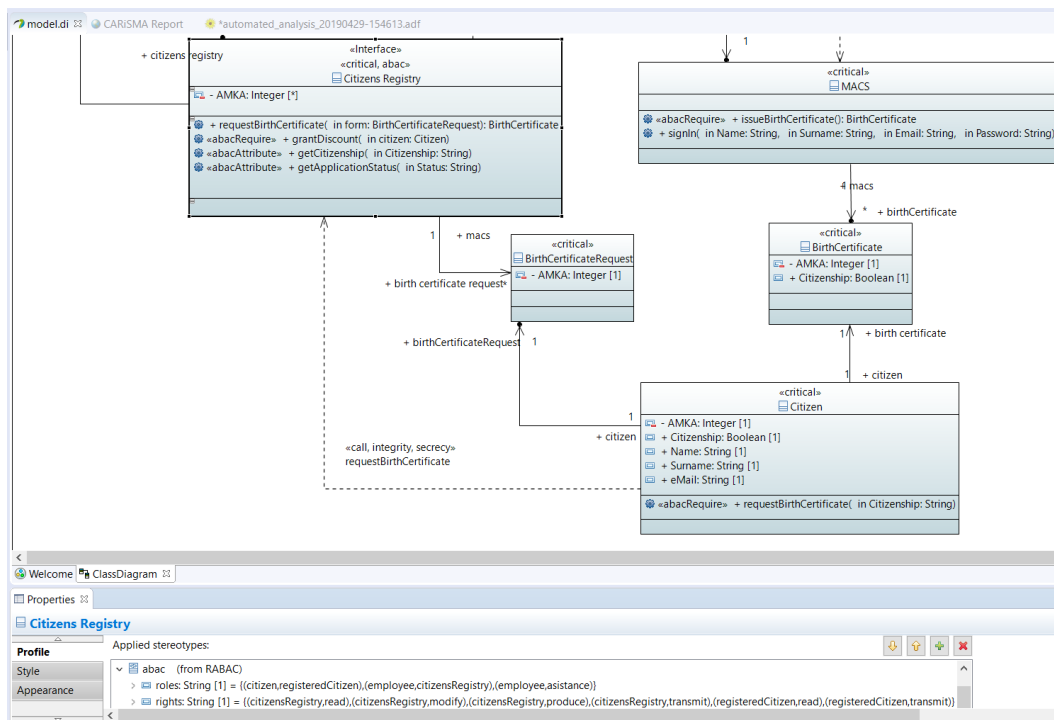 model.di
CARiSMA Report
*automated_analysis_20190429-154613.adf
+ citizens registry
«Interface»
«critical, abac»
Citizens Registry
- AMKA: Integer [*]
+ requestBirthCertificate( in form: BirthCertificateRequest): BirthCertificate
«abacRequire» + grantDiscount( in citizen: Citizen)
«abacAttribute» + getCitizenship( in Citizenship: String)
«abacAttribute» + getApplicationStatus( in Status: String)
1
«critical»
MACS
«abacRequire» + issueBirthCertificate(): BirthCertificate
+ signIn( in Name: String, in Surname: String, in Email: String, in Password: String)
macs
* + birthCertificate
1 + macs
«critical»
BirthCertificateRequest
- AMKA: Integer [1]
+ birth certificate request*
«critical»
BirthCertificate
- AMKA: Integer [1]
+ Citizenship: Boolean [1]
+ birthCertificateRequest 1
1 + birth certificate
1 + citizen
«critical»
Citizen
- AMKA: Integer [1]
+ Citizenship: Boolean [1]
+ Name: String [1]
+ Surname: String [1]
+ eMail: String [1]
«abacRequire» + requestBirthCertificate( in Citizenship: String)
1
+ citizen
«call, integrity, secrecy»
requestBirthCertificate
Welcome
ClassDiagram
Properties
Citizens Registry
Profile
Style
Appearance
Applied stereotypes:
abac (from RABAC)
roles: String [1] = {(citizen,registeredCitizen),(employee,citizensRegistry),(employee,asistance)}
rights: String [1] = {(citizensRegistry,read),(citizensRegistry,modify),(citizensRegistry,produce),(citizensRegistry,transmit),(registeredCitizen,read),(registeredCitizen,transmit)}